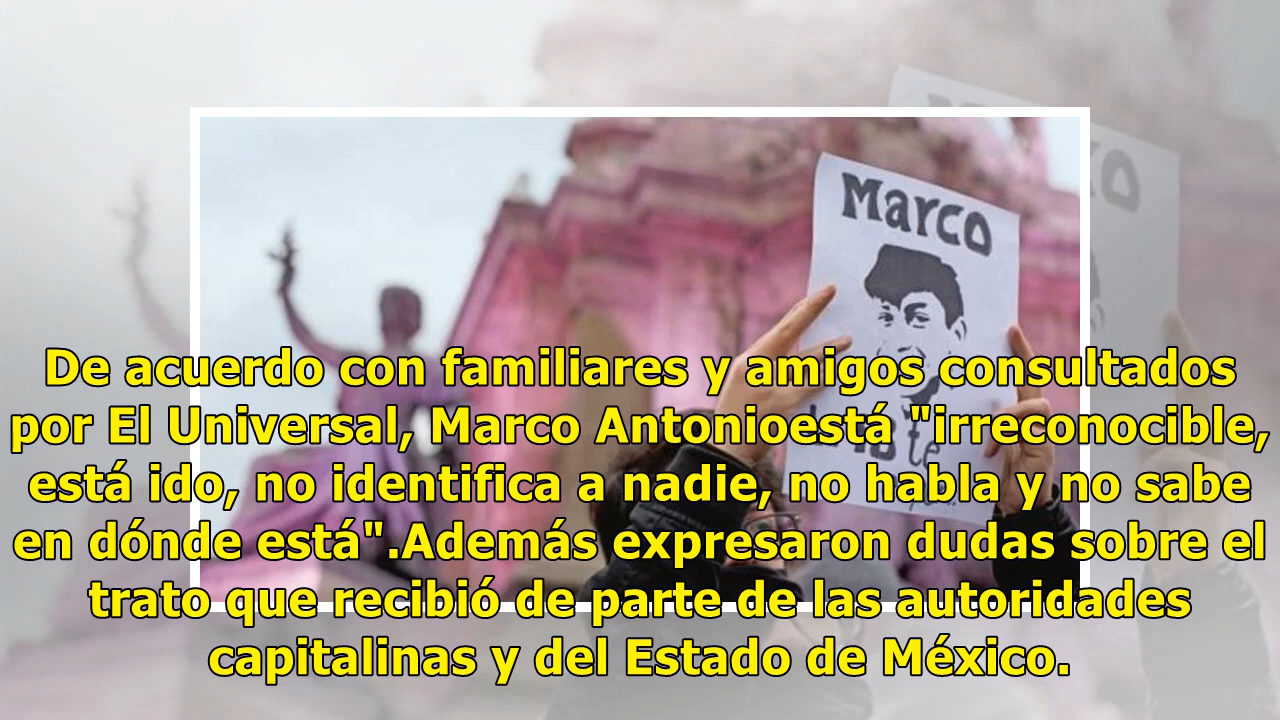 Marco
De acuerdo con familiares y amigos consultados
por El Universal, Marco Antonioestá "irreconocible,
está ido, no identifica a nadie, no habla y no sabe
en dónde está".Además expresaron dudas sobre el
trato que recibió de parte de las autoridades
capitalinas y del Estado de México.